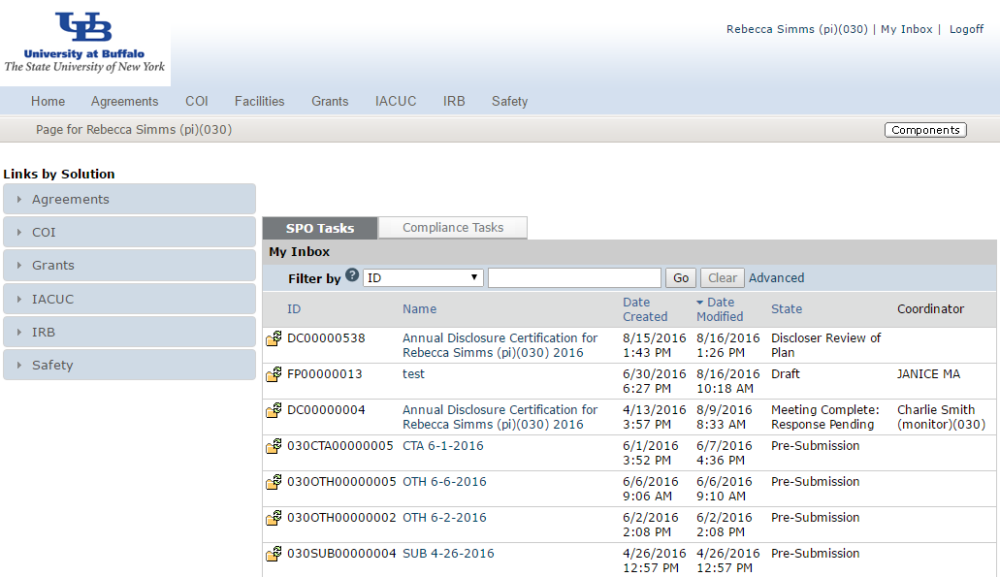 UB
University at Buffalo
The State University of New York
Rebecca Simms (pi)(030) | My Inbox | Logoff
Home Agreements COI Facilities Grants IACUC IRB Safety
Page for Rebecca Simms (pi)(030) Components
Links by Solution
Agreements
COI
Grants
IACUC
IRB
Safety
SPO Tasks Compliance Tasks
My Inbox
Filter by ? ID Go Clear Advanced
ID Name Date Created Date Modified State Coordinator
DC00000538 Annual Disclosure Certification for 8/15/2016 8/16/2016 Discloser Review of
Rebecca Simms (pi)(030) 2016 1:43 PM 1:26 PM Plan
FP00000013 test 6/30/2016 8/16/2016 Draft JANICE MA
6:27 PM 10:18 AM
DC00000004 Annual Disclosure Certification for 4/13/2016 8/9/2016 Meeting Complete: Charlie Smith
Rebecca Simms (pi)(030) 2016 3:57 PM 8:33 AM Response Pending (monitor)(030)
030CTA00000005 CTA 6-1-2016 6/1/2016 6/7/2016 Pre-Submission
3:52 PM 4:36 PM
030OTH00000005 OTH 6-6-2016 6/6/2016 6/6/2016 Pre-Submission
9:06 AM 9:10 AM
030OTH00000002 OTH 6-2-2016 6/2/2016 6/2/2016 Pre-Submission
2:08 PM 2:08 PM
030SUB00000004 SUB 4-26-2016 4/26/2016 4/26/2016 Pre-Submission
12:57 PM 12:57 PM